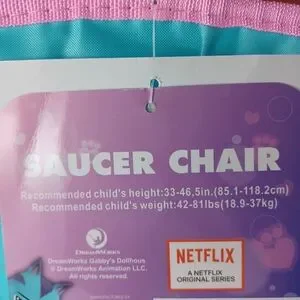 SAUCER CHAIR
Recommended child's height:33-46,5in.(85.1-118.2cm)
Recommended child's weight:42-81lbs(18.9-37kg)
DREAMWORKS
DreamWorks Gabby's Dollhouse
© DreamWorks Animation LLC.
All rights reserved.
NETFLIX
A NETFLIX
ORIGINAL SERIES